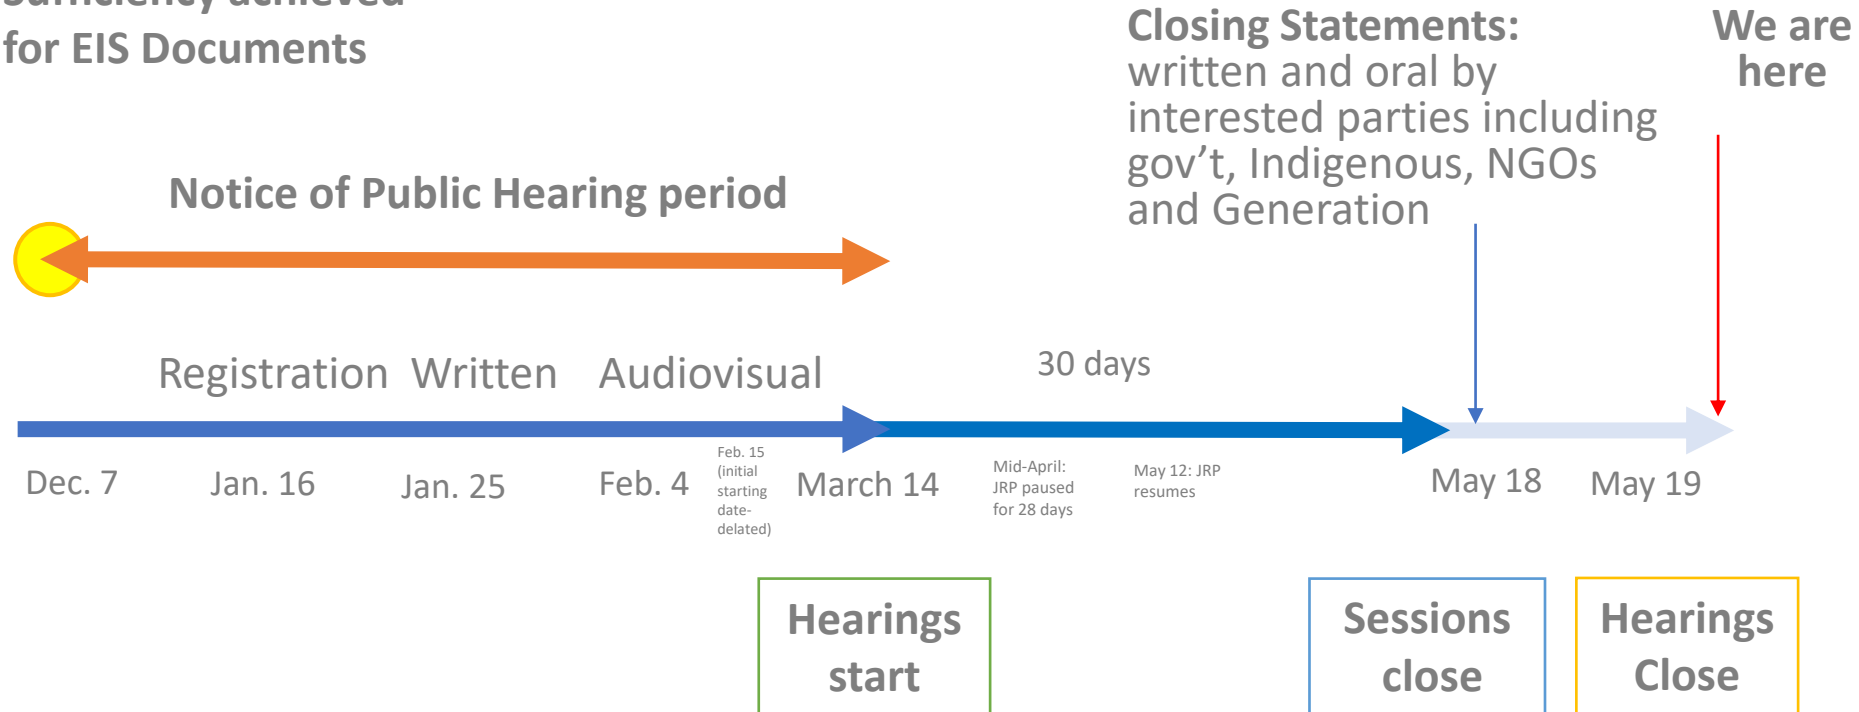 Sufficiency achieved
for EIS Documents
Closing Statements:
written and oral by
interested parties including
gov't, Indigenous, NGOs
and Generation
We are
here
Notice of Public Hearing period
Registration Written Audiovisual
30 days
Dec. 7
Jan. 16
Jan. 25
Feb. 4
Feb. 15
(initial
starting
date-
delated)
March 14
Mid-April:
JRP paused
for 28 days
May 12: JRP
resumes
May 18
May 19
Hearings
start
Sessions
close
Hearings
Close